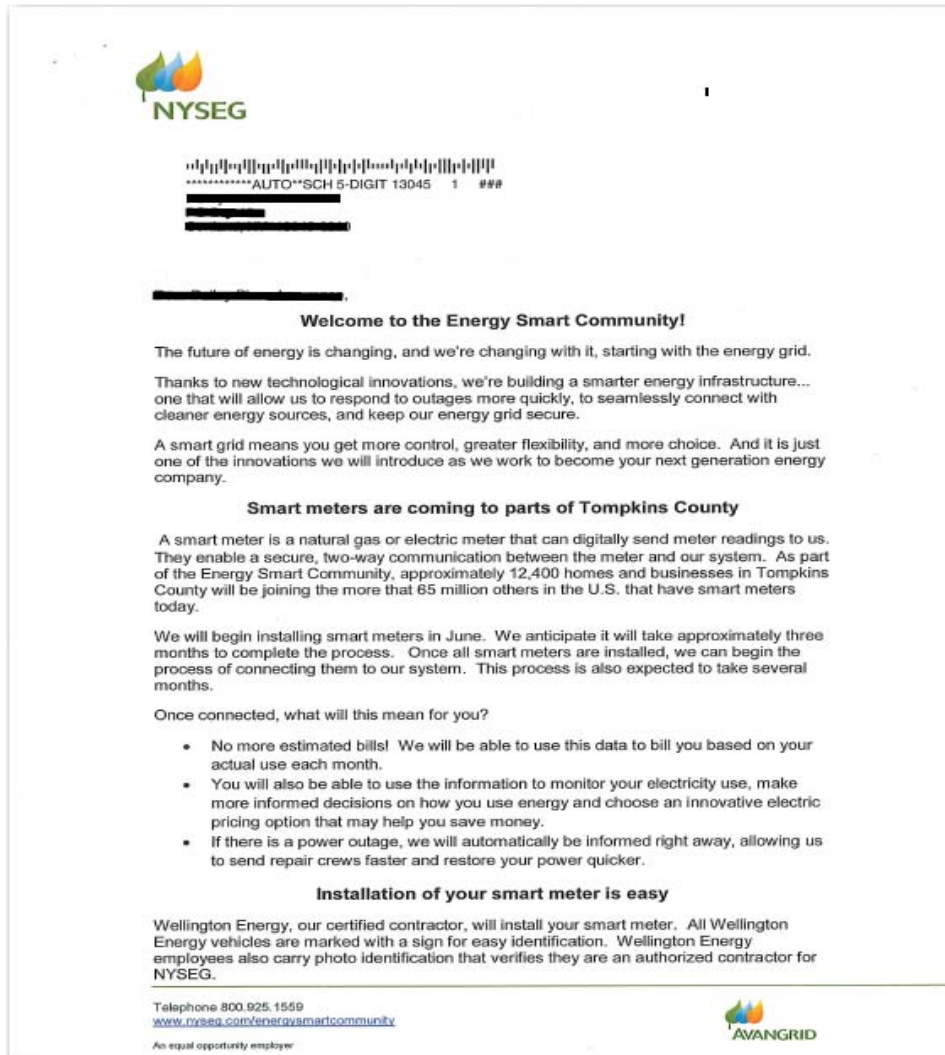 NYSEG
************AUTO**SCH 5-DIGIT 13045 1 ###
Welcome to the Energy Smart Community!
The future of energy is changing, and we're changing with it, starting with the energy grid.
Thanks to new technological innovations, we're building a smarter energy infrastructure...
one that will allow us to respond to outages more quickly, to seamlessly connect with
cleaner energy sources, and keep our energy grid secure.
A smart grid means you get more control, greater flexibility, and more choice. And it is just
one of the innovations we will introduce as we work to become your next generation energy
company.
Smart meters are coming to parts of Tompkins County
A smart meter is a natural gas or electric meter that can digitally send meter readings to us.
They enable a secure, two-way communication between the meter and our system. As part
of the Energy Smart Community, approximately 12,400 homes and businesses in Tompkins
County will be joining the more that 65 million others in the U.S. that have smart meters
today.
We will begin installing smart meters in June. We anticipate it will take approximately three
months to complete the process. Once all smart meters are installed, we can begin the
process of connecting them to our system. This process is also expected to take several
months.
Once connected, what will this mean for you?
• No more estimated bills! We will be able to use this data to bill you based on your
actual use each month.
• You will also be able to use the information to monitor your electricity use, make
more informed decisions on how you use energy and choose an innovative electric
pricing option that may help you save money.
• If there is a power outage, we will automatically be informed right away, allowing us
to send repair crews faster and restore your power quicker.
Installation of your smart meter is easy
Wellington Energy, our certified contractor, will install your smart meter. All Wellington
Energy vehicles are marked with a sign for easy identification. Wellington Energy
employees also carry photo identification that verifies they are an authorized contractor for
NYSEG.
Telephone 800.925.1559
www.nyseg.com/energysmartcommunity
An equal opportunity employer
AVANGRID